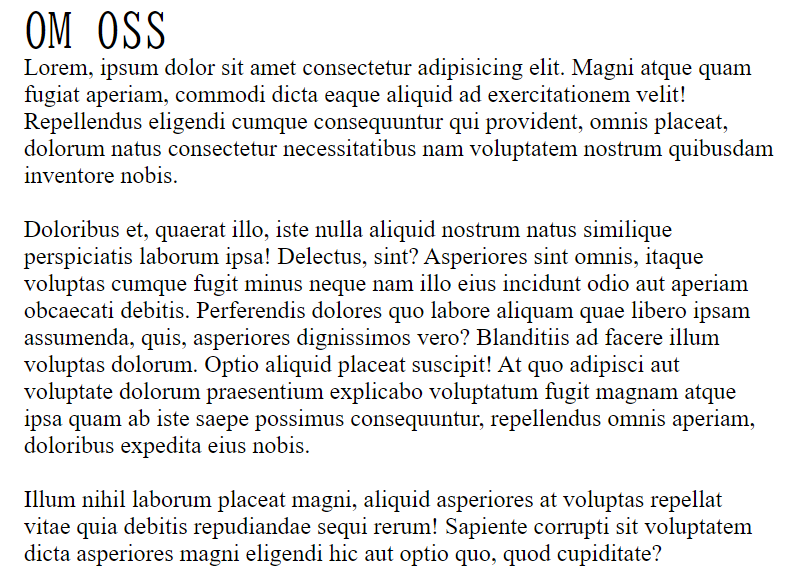 OM OSS
Lorem, ipsum dolor sit amet consectetur adipisicing elit. Magni atque quam
fugiat aperiam, commodi dicta eaque aliquid ad exercitationem velit!
Repellendus eligendi cumque consequuntur qui provident, omnis placeat,
dolorum natus consectetur necessitatibus nam voluptatem nostrum quibusdam
inventore nobis.
Doloribus et, quaerat illo, iste nulla aliquid nostrum natus similique
perspiciatis laborum ipsa! Delectus, sint? Asperiores sint omnis, itaque
voluptas cumque fugit minus neque nam illo eius incidunt odio aut aperiam
obcaecati debitis. Perferendis dolores quo labore aliquam quae libero ipsam
assumenda, quis, asperiores dignissimos vero? Blanditiis ad facere illum
voluptas dolorum. Optio aliquid placeat suscipit! At quo adipisci aut
voluptate dolorum praesentium explicabo voluptatum fugit magnam atque
ipsa quam ab iste saepe possimus consequuntur, repellendus omnis aperiam,
doloribus expedita eius nobis.
Illum nihil laborum placeat magni, aliquid asperiores at voluptas repellat
vitae quia debitis repudiandae sequi rerum! Sapiente corrupti sit voluptatem
dicta asperiores magni eligendi hic aut optio quo, quod cupiditate?